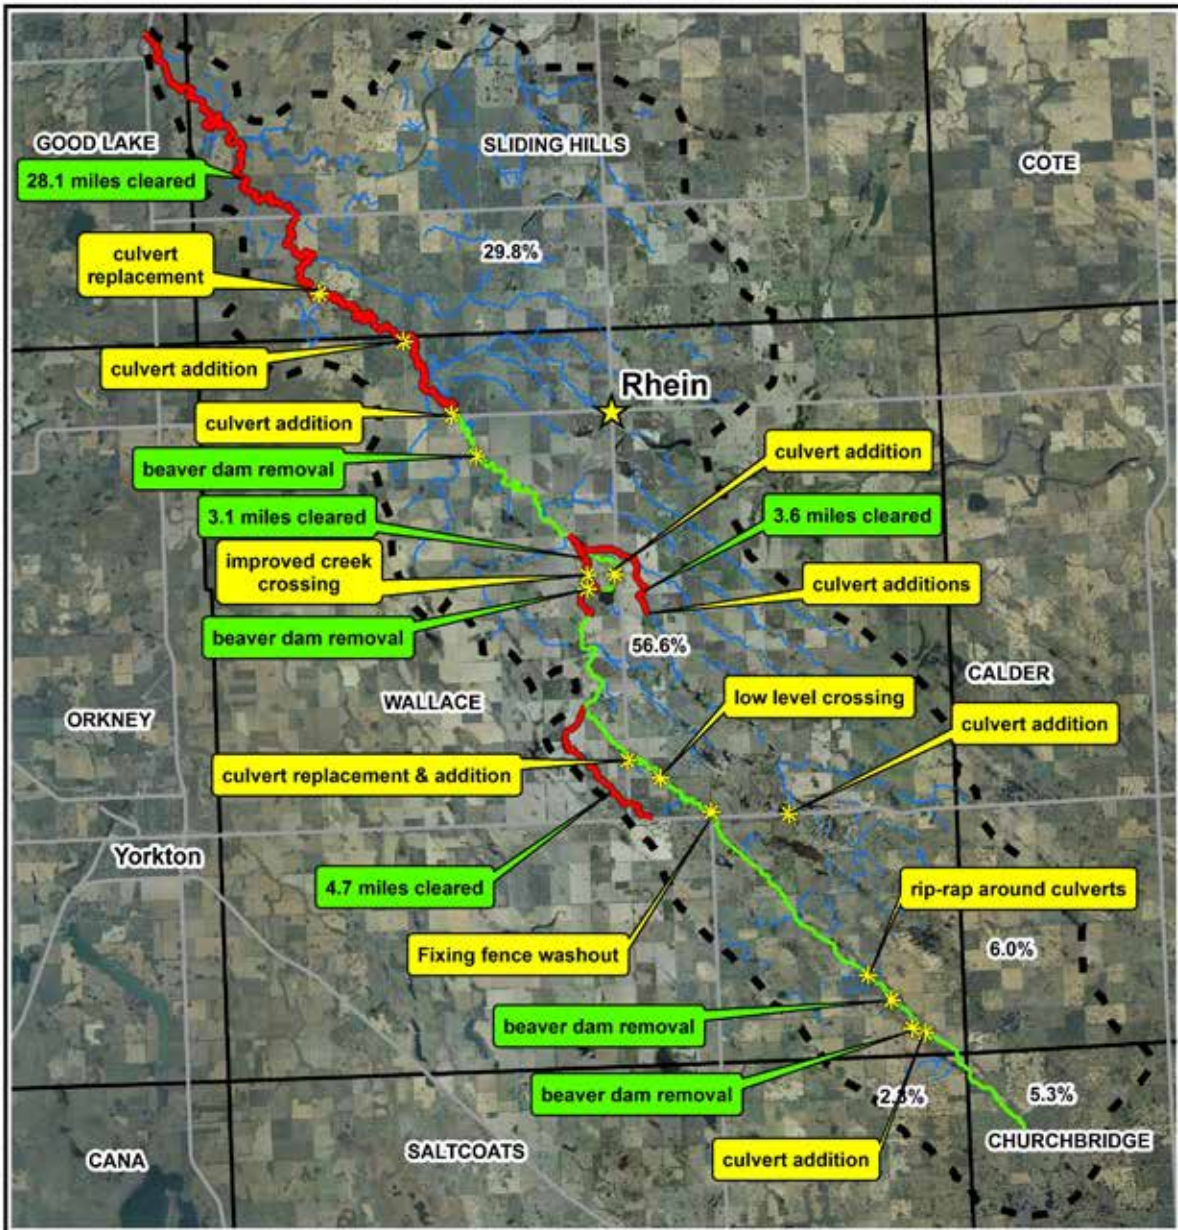 GOOD LAKE
SLIDING HILLS
COTE
28.1 miles cleared
culvert
replacement
29.8%
culvert addition
Rhein
culvert addition
culvert addition
beaver dam removal
3.1 miles cleared
3.6 miles cleared
improved creek
crossing
culvert additions
beaver dam removal
56.6%
CALDER
WALLACE
low level crossing
ORKNEY
culvert addition
culvert replacement & addition
Yorkton
4.7 miles cleared
rip-rap around culverts
Fixing fence washout
6.0%
beaver dam removal
beaver dam removal
5.3%
CHURCHBRIDGE
SALTCOATS
CANA
culvert addition